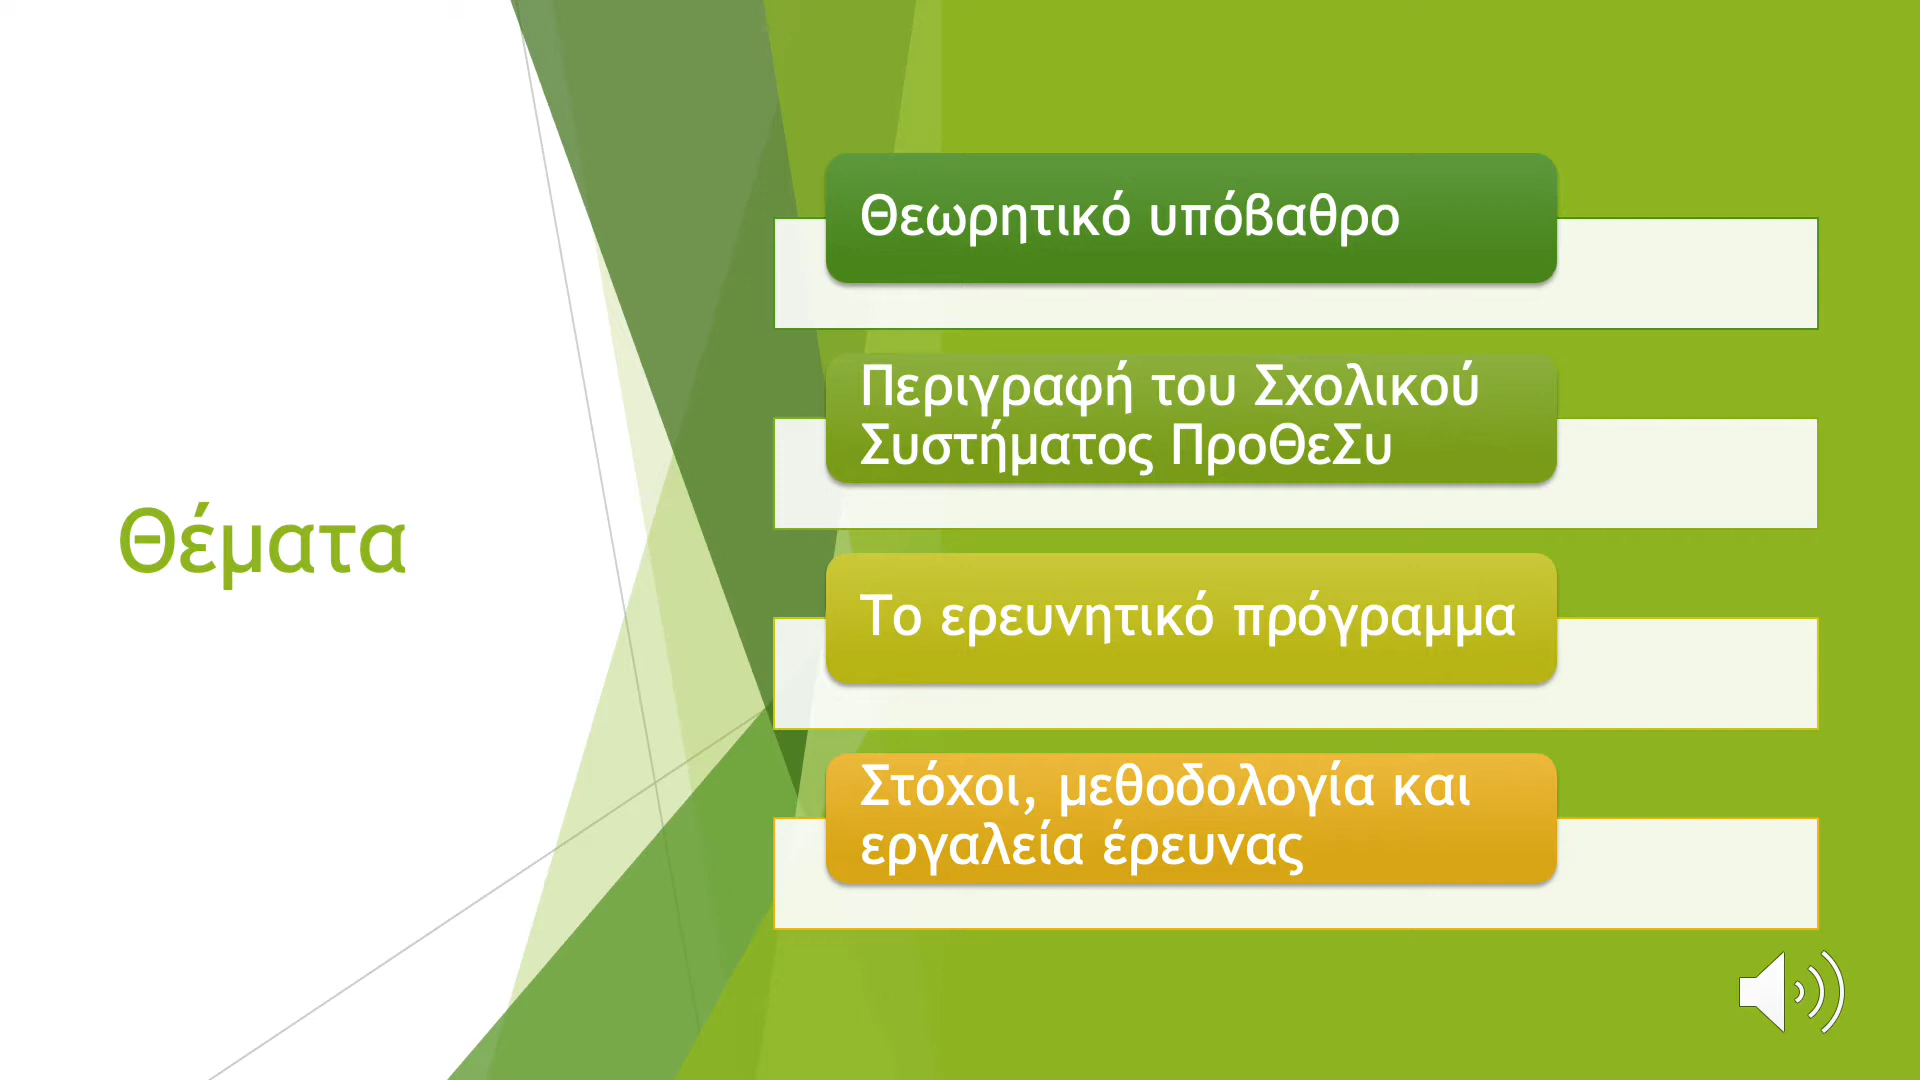 Θέματα
Θεωρητικό υπόβαθρο
Περιγραφή του Σχολικού
Συστήματος ΠροΘεΣυ
Το ερευνητικό πρόγραμμα
Στόχοι, μεθοδολογία και
εργαλεία έρευνας